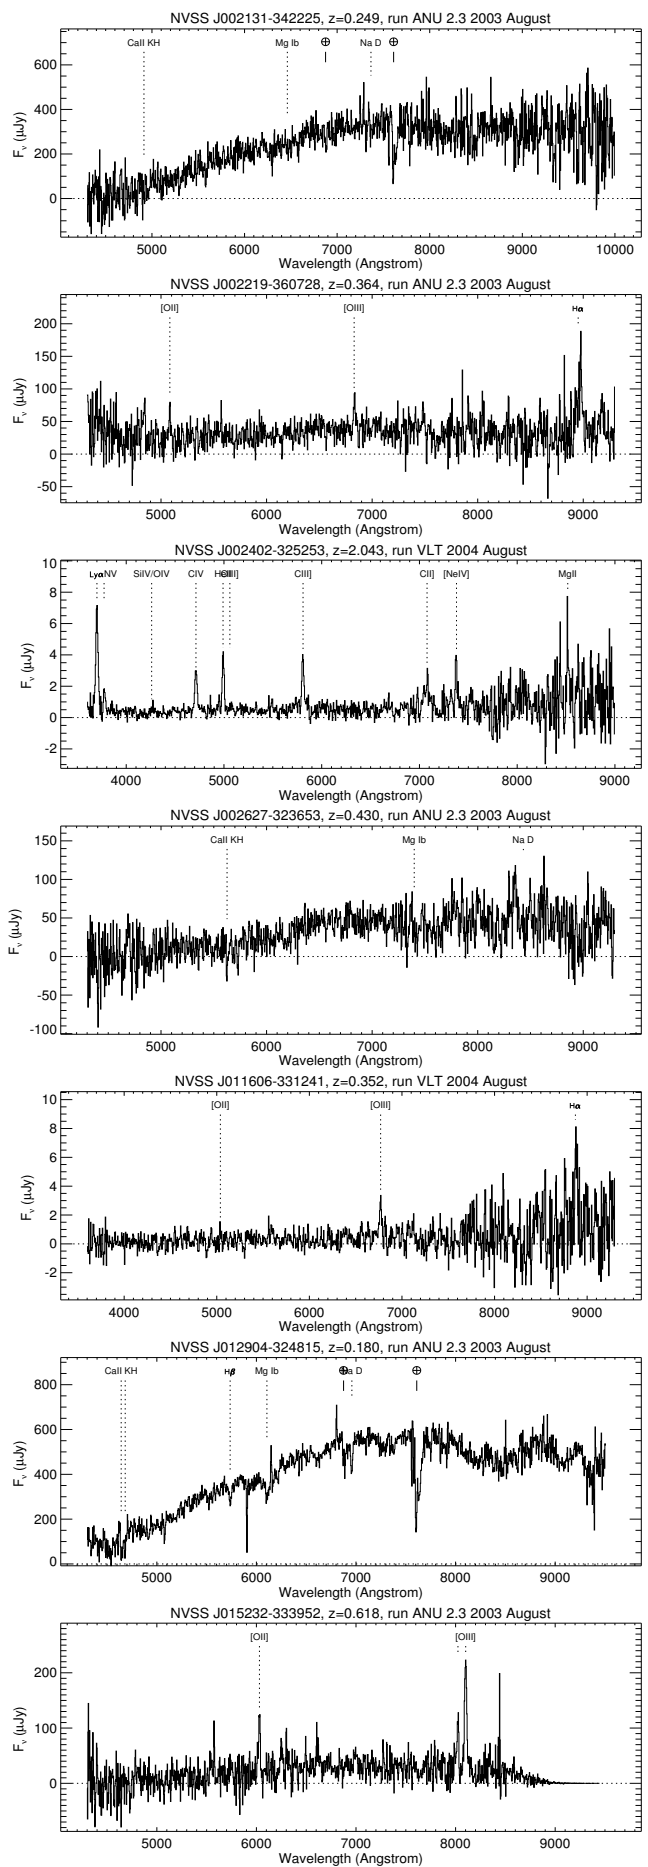 NVSS J002131-342225, z=0.249, run ANU 2.3 2003 August
CaII KH Mg Ib ⊕ Na D ⊕
600
400
200
0
Fν (μJy)
5000 6000 7000 8000 9000 10000
Wavelength (Angstrom)
NVSS J002219-360728, z=0.364, run ANU 2.3 2003 August
[OII] [OIII] Hα
200
150
100
50
0
-50
Fν (μJy)
5000 6000 7000 8000 9000
Wavelength (Angstrom)
NVSS J002402-325253, z=2.043, run VLT 2004 August
Lyα NV SiIV/OIV CIV CIII] CII] [NeIV] MgII
10
8
6
4
2
0
-2
Fν (μJy)
4000 5000 6000 7000 8000 9000
Wavelength (Angstrom)
NVSS J002627-323653, z=0.430, run ANU 2.3 2003 August
CaII KH Mg Ib Na D
150
100
50
0
-50
-100
Fν (μJy)
5000 6000 7000 8000 9000
Wavelength (Angstrom)
NVSS J011606-331241, z=0.352, run VLT 2004 August
[OII] [OIII] Hα
10
8
6
4
2
0
-2
Fν (μJy)
4000 5000 6000 7000 8000 9000
Wavelength (Angstrom)
NVSS J012904-324815, z=0.180, run ANU 2.3 2003 August
CaII KH Hβ Mg Ib ⊕ D ⊕
800
600
400
200
0
Fν (μJy)
5000 6000 7000 8000 9000
Wavelength (Angstrom)
NVSS J015232-333952, z=0.618, run ANU 2.3 2003 August
[OII] [OIII]
200
100
0
Fν (μJy)
5000 6000 7000 8000 9000
Wavelength (Angstrom)